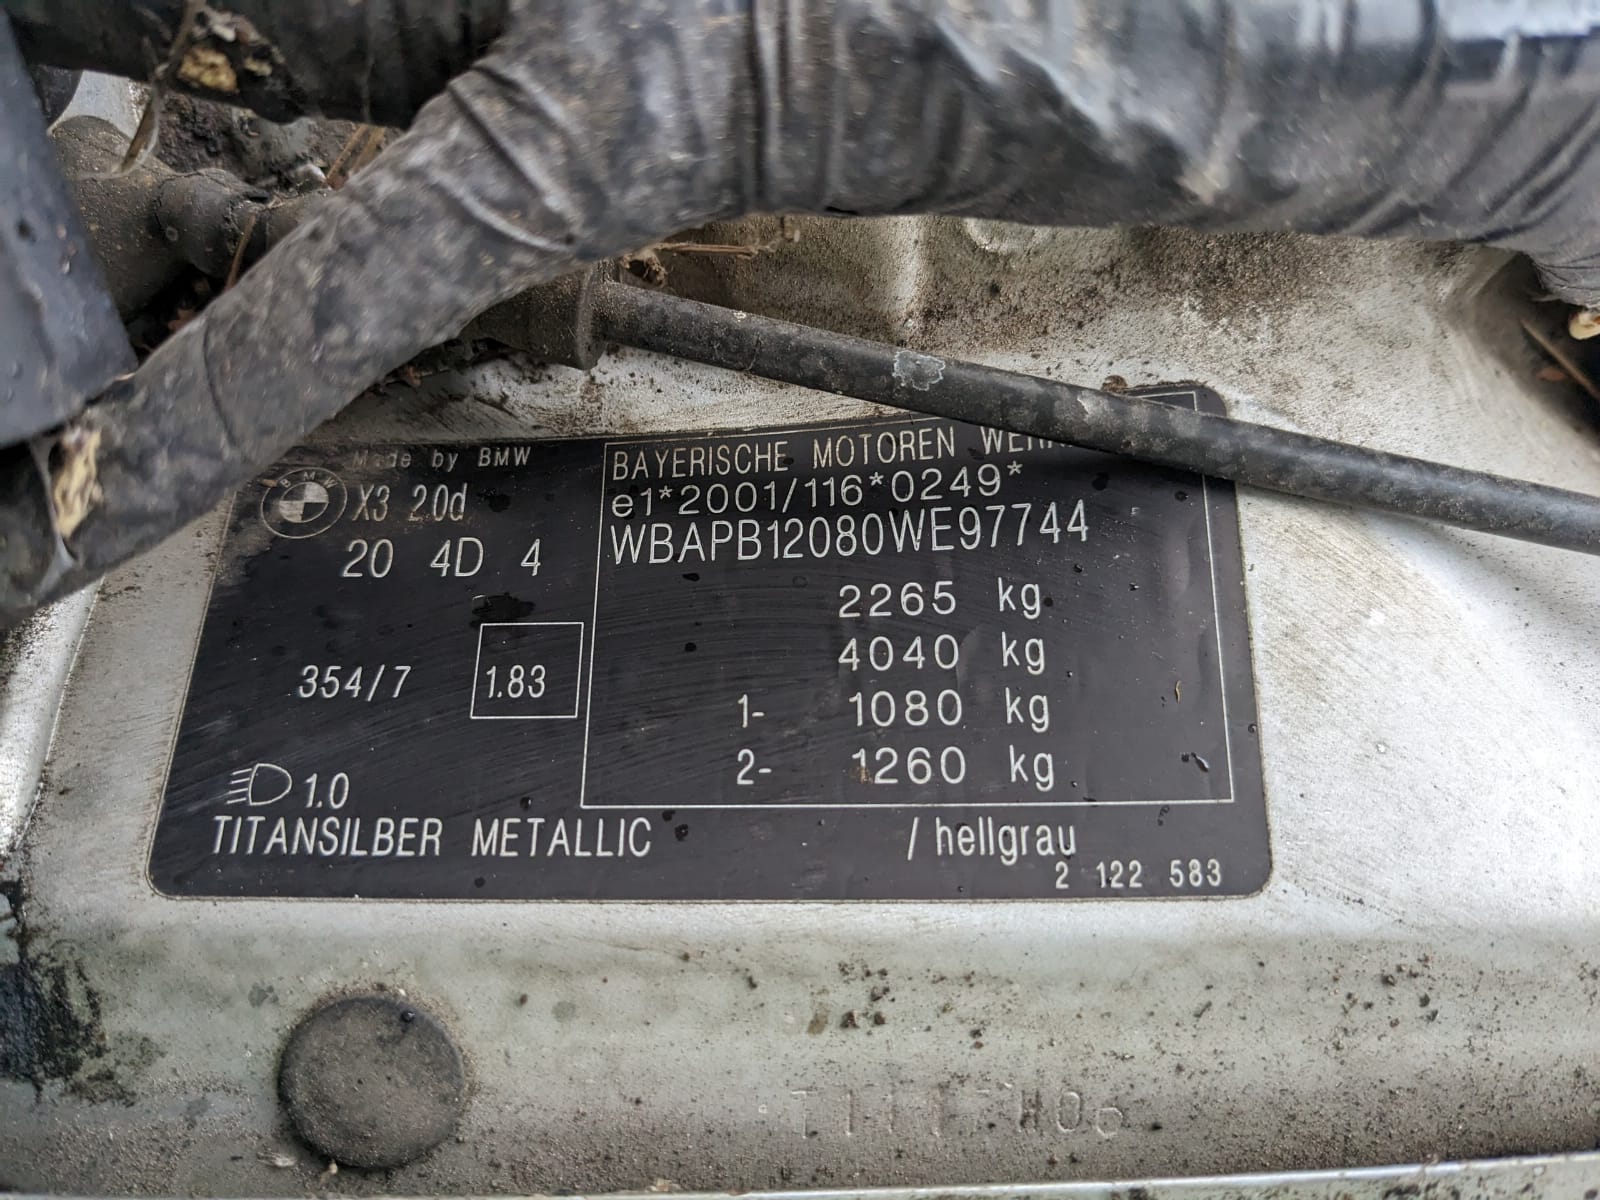 Made by BMW
BMW
X3 2.0d
20 4D 4
354/7
1.83
1.0
TITANSILBER METALLIC
BAYERISCHE MOTOREN
e1*2001/116*0249*
WBAPB12080WE97744
2265 kg
4040 kg
1- 1080 kg
2- 1260 kg
/ hellgrau
2 122 583